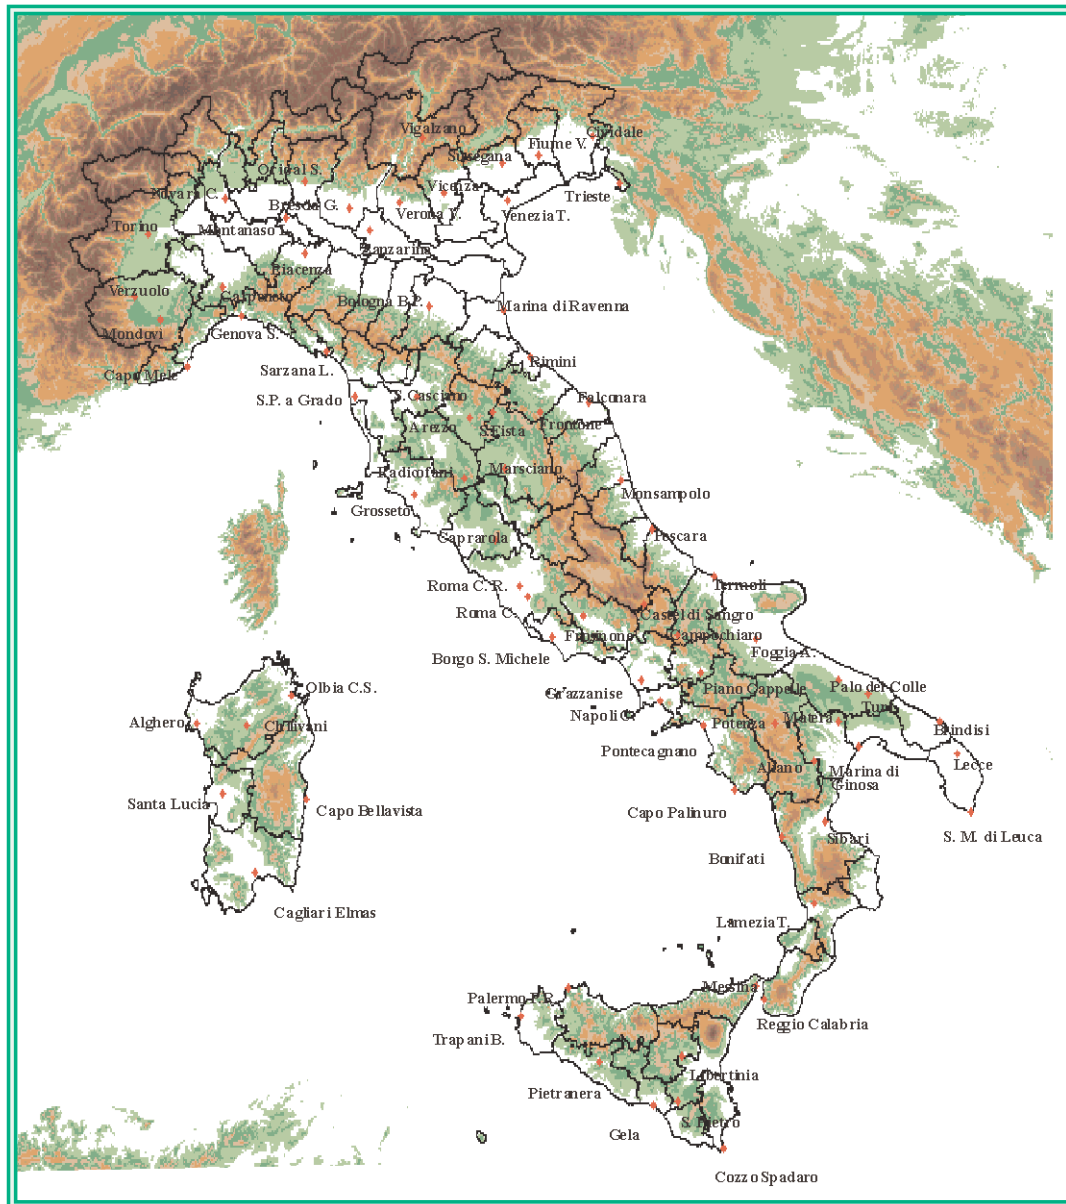 Vigalzano
Cividale
Fiume V.
Susegana
Orical S.
Vicenza
Novara C.
Trieste
Brescia G.
Verona V.
Venezia T.
Torino
Montanaso
Zanzarina
Piacenza
Verzuolo
Carpeneto
Bologna B.P.
Marina di Ravenna
Mondovi
Genova S.
Rimini
Sarzana L.
Capo Mele
S.P. a Grado
S.Casciano
Falconara
Arezzo
S.Fista
Frontone
Radicofani
Marsciano
Monsampolo
Grosseto
Caprarola
Pescara
Roma C. R.
Termoli
Roma C.
Castel di Sangro
Frosinone
Campochiaro
Foggia A.
Borgo S. Michele
Olbia C.S.
Grazzanise
Piano Cappelle
Palo del Colle
Turi
Alghero
Chilivani
Napoli C.
Potenza
Matera
Brindisi
Pontecagnano
Aliano
Marina di
Ginosa
Lecce
Santa Lucia
Capo Bellavista
Capo Palinuro
S. M. di Leuca
Sibari
Bonifati
Cagliari Elmas
Lamezia T.
Messina
Palermo P.R.
Reggio Calabria
Trapani B.
Libertinia
Pietranera
S. Pietro
Gela
Cozzo Spadaro